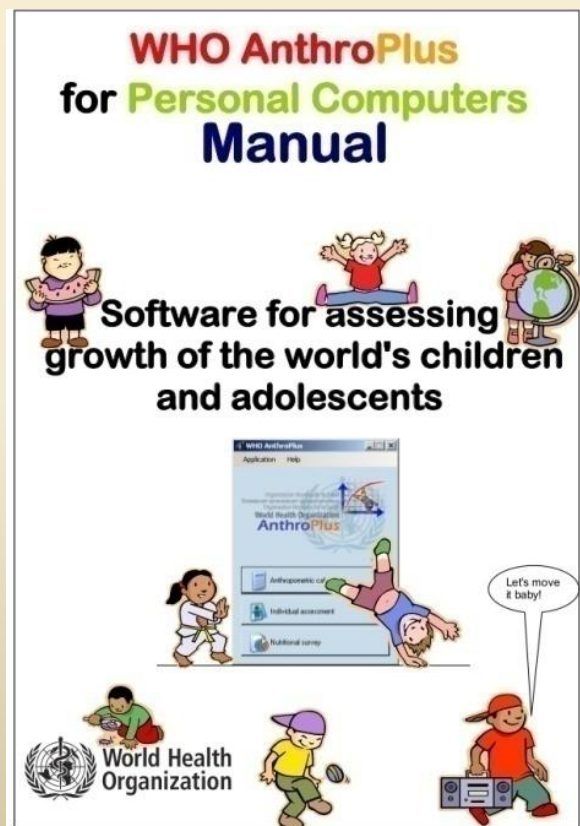 WHO AnthroPlus
for Personal Computers
Manual
Software for assessing
growth of the world's children
and adolescents
WHO AnthroPlus
Application Help
World Health Organization
AnthroPlus
Anthropometric
Individual assessment
Nutritional survey
Let's move
it baby!
World Health
Organization